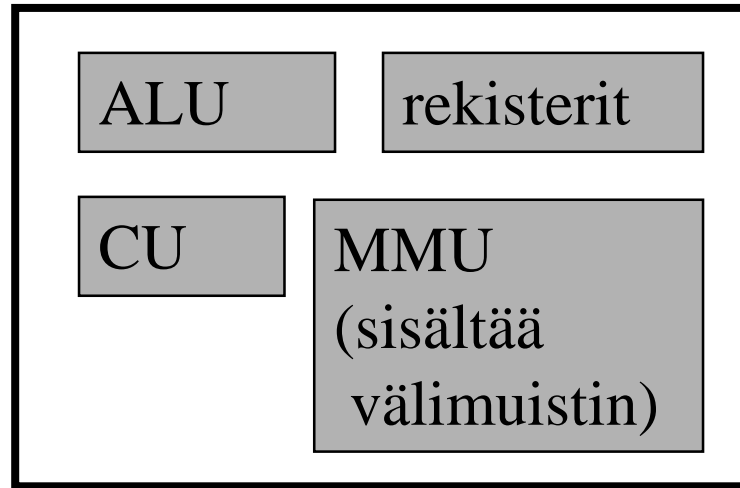 ALU
rekisterit
CU
MMU
(sisältää
välimuistin)